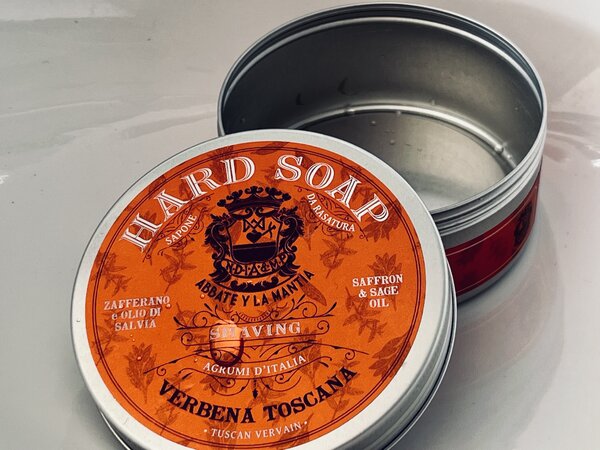 HARD SOAP
SAPONE
DA RASATURA
ABBATE Y LA MANTIA
ZAFFERANO
e OLIO DI
SALVIA
SAFFRON
& SAGE
OIL
SHAVING
AGRUMI D'ITALIA
VERBENA TOSCANA
• TUSCAN VERVAIN •